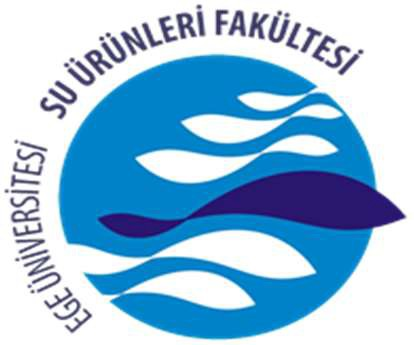 EGE ÜNİVERSİTESİ
SU ÜRÜNLERİ FAKÜLTESİ